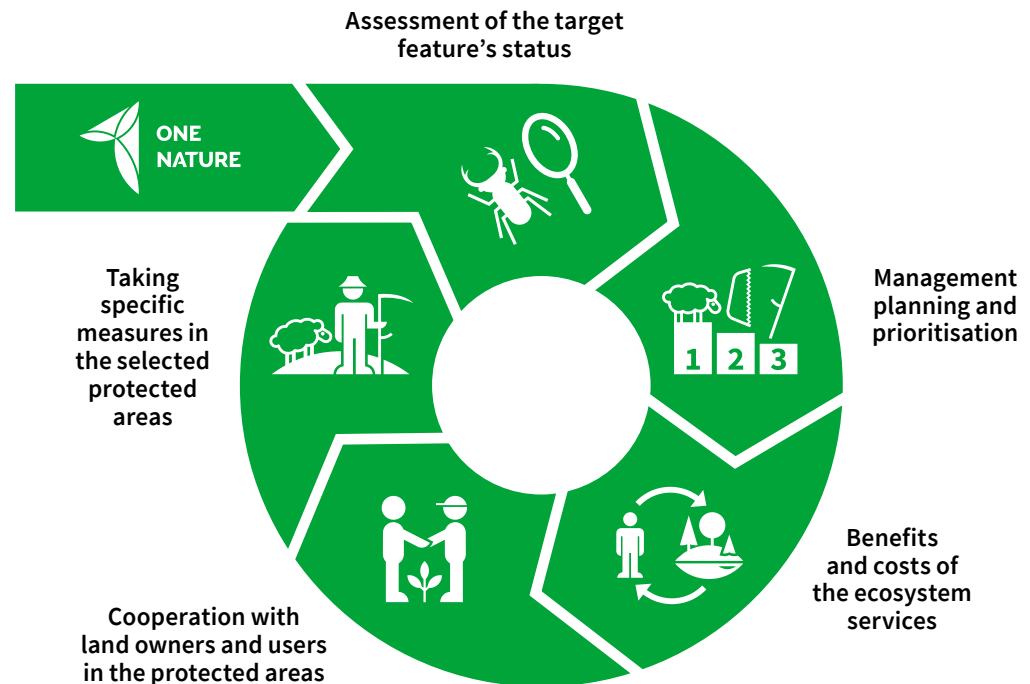 Assessment of the target
feature's status
ONE
NATURE
Taking
specific
measures in
the selected
protected
areas
Management
planning and
prioritisation
1 2 3
Benefits
and costs of
the ecosystem
services
Cooperation with
land owners and users
in the protected areas